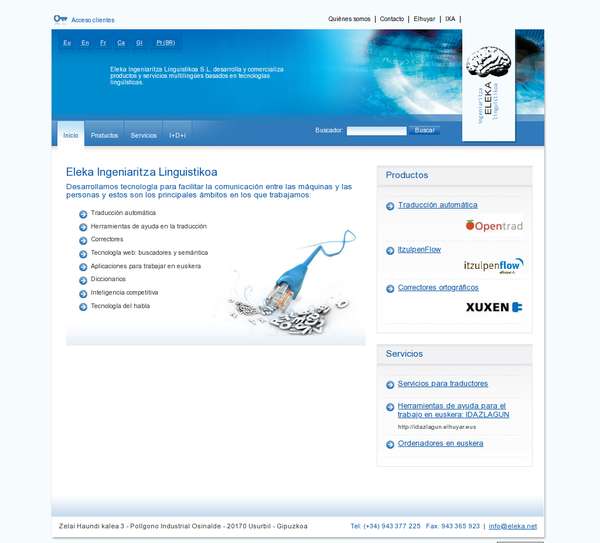 Acceso clientes
Quiénes somos | Contacto | Elhuyar | IXA |
Eu En Fr Ca Gl Pt(BR)
Eleka Ingeniaritza Linguistikoa S.L. desarrolla y comercializa
productos y servicios multilingües basados en tecnologías
lingüísticas.
ingeniaritza
ELEKA
linguistikoa
Inicio Productos Servicios I+D+i
Buscador: Buscar
Eleka Ingeniaritza Linguistikoa
Desarrollamos tecnología para facilitar la comunicación entre las máquinas y las
personas y estos son los principales ámbitos en los que trabajamos:
Traducción automática
Herramientas de ayuda en la traducción
Correctores
Tecnología web: buscadores y semántica
Aplicaciones para trabajar en euskera
Diccionarios
Inteligencia competitiva
Tecnología del habla
Productos
Traducción automática
Opentrad
ItzulpenFlow
itzulpenflow
Correctores ortográficos
XUXEN
Servicios
Servicios para traductores
Herramientas de ayuda para el
trabajo en euskera: IDAZLAGUN
http://idazlagun.elhuyar.eus
Ordenadores en euskera
Zelai Haundi kalea 3 - Polígono Industrial Osinalde - 20170 Usurbil - Gipuzkoa
Tel: (+34) 943 377 225 Fax: 943 365 923 | info@eleka.net